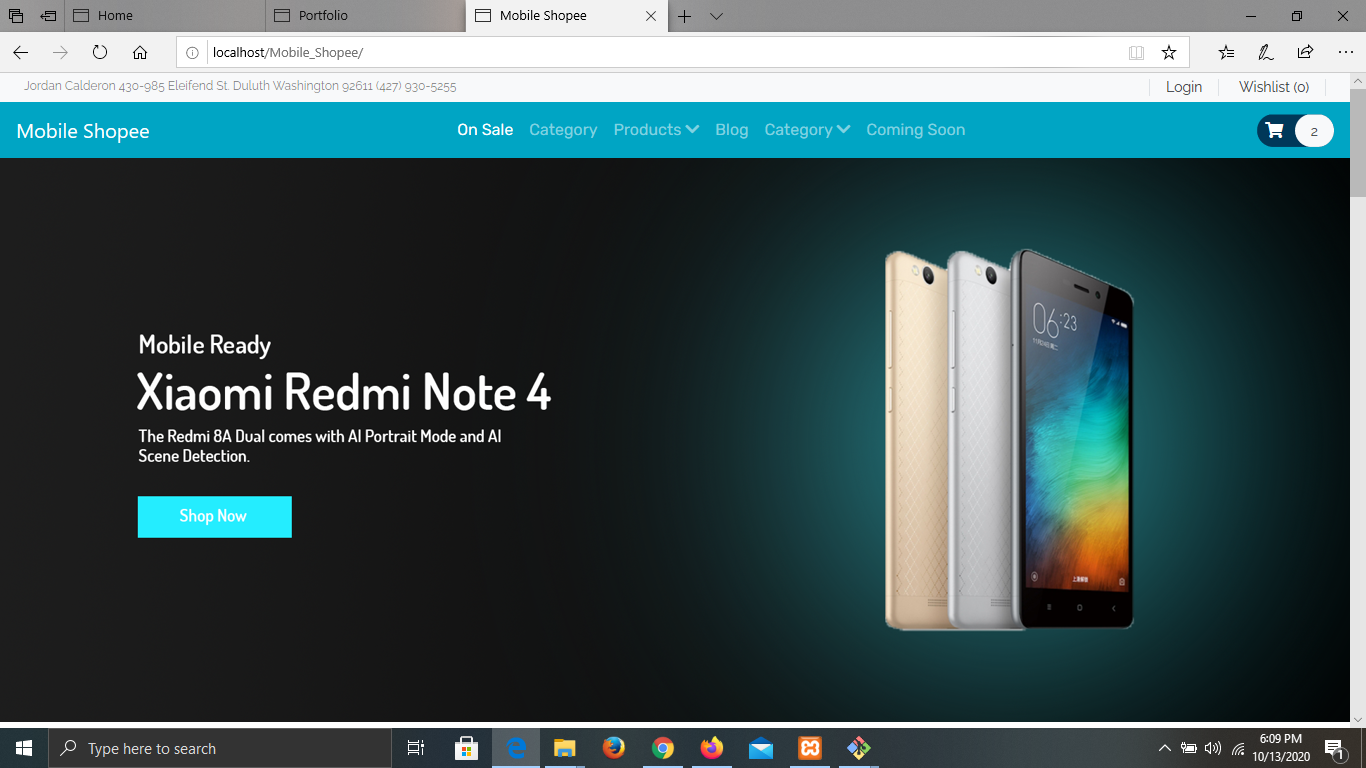 Home
Portfolio
Mobile Shopee
localhost/Mobile_Shopee/
Jordan Calderon 430-985 Eleifend St. Duluth Washington 92611 (427) 930-5255
Login
Wishlist (0)
Mobile Shopee
On Sale
Category
Products
Blog
Category
Coming Soon
2
06:23
Mobile Ready
Xiaomi Redmi Note 4
The Redmi 8A Dual comes with AI Portrait Mode and AI
Scene Detection.
Shop Now
Type here to search
6:09 PM
10/13/2020
1